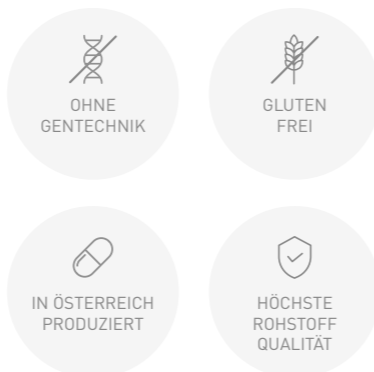 OHNE
GENTECHNIK
GLUTEN
FREI
IN ÖSTERREICH
PRODUZIERT
HÖCHSTE
ROHSTOFF
QUALITÄT